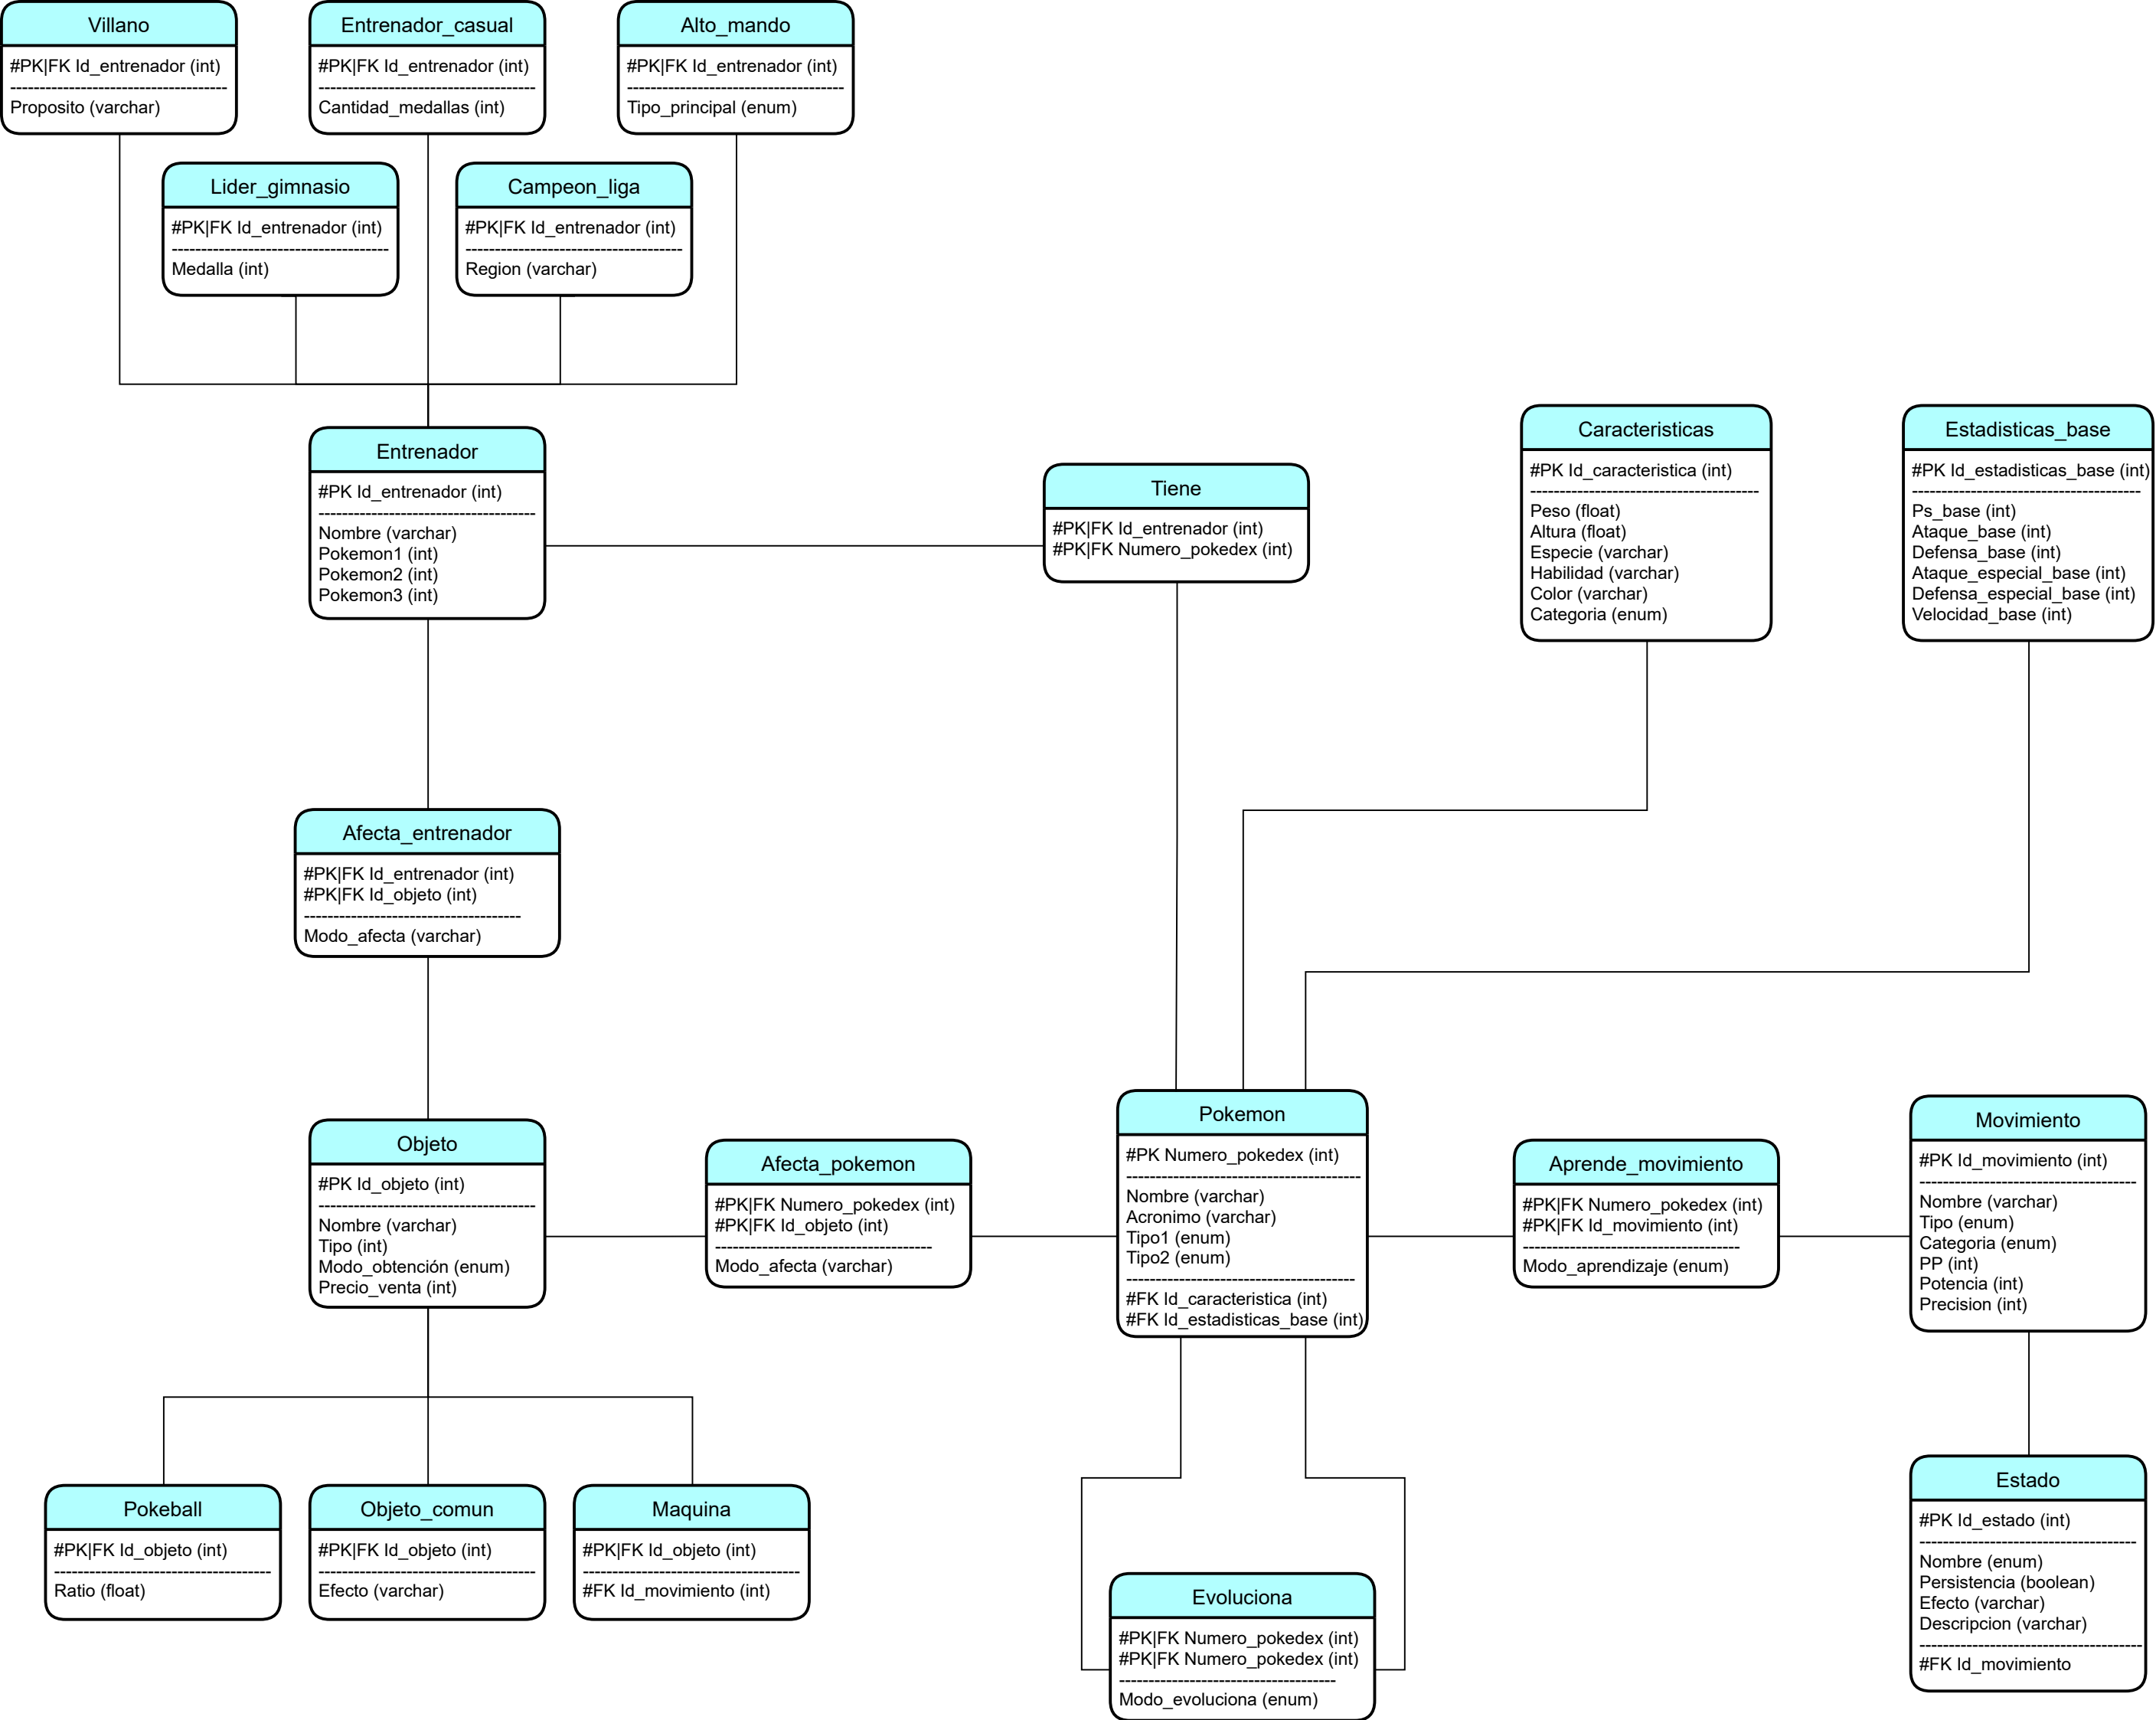 Villano
#PK|FK Id_entrenador (int)
-------------------------------------
Proposito (varchar)
Entrenador_casual
#PK|FK Id_entrenador (int)
-------------------------------------
Cantidad_medallas (int)
Alto_mando
#PK|FK Id_entrenador (int)
-------------------------------------
Tipo_principal (enum)
Lider_gimnasio
#PK|FK Id_entrenador (int)
-------------------------------------
Medalla (int)
Campeon_liga
#PK|FK Id_entrenador (int)
-------------------------------------
Region (varchar)
Entrenador
#PK Id_entrenador (int)
-------------------------------------
Nombre (varchar)
Pokemon1 (int)
Pokemon2 (int)
Pokemon3 (int)
Tiene
#PK|FK Id_entrenador (int)
#PK|FK Numero_pokedex (int)
Caracteristicas
#PK Id_caracteristica (int)
---------------------------------------
Peso (float)
Altura (float)
Especie (varchar)
Habilidad (varchar)
Color (varchar)
Categoria (enum)
Estadisticas_base
#PK Id_estadisticas_base (int)
---------------------------------------
Ps_base (int)
Ataque_base (int)
Defensa_base (int)
Ataque_especial_base (int)
Defensa_especial_base (int)
Velocidad_base (int)
Afecta_entrenador
#PK|FK Id_entrenador (int)
#PK|FK Id_objeto (int)
-------------------------------------
Modo_afecta (varchar)
Objeto
#PK Id_objeto (int)
-------------------------------------
Nombre (varchar)
Tipo (int)
Modo_obtención (enum)
Precio_venta (int)
Afecta_pokemon
#PK|FK Numero_pokedex (int)
#PK|FK Id_objeto (int)
-------------------------------------
Modo_afecta (varchar)
Pokemon
#PK Numero_pokedex (int)
----------------------------------------
Nombre (varchar)
Acronimo (varchar)
Tipo1 (enum)
Tipo2 (enum)
---------------------------------------
#FK Id_caracteristica (int)
#FK Id_estadisticas_base (int)
Aprende_movimiento
#PK|FK Numero_pokedex (int)
#PK|FK Id_movimiento (int)
-------------------------------------
Modo_aprendizaje (enum)
Movimiento
#PK Id_movimiento (int)
-------------------------------------
Nombre (varchar)
Tipo (enum)
Categoria (enum)
PP (int)
Potencia (int)
Precision (int)
Pokeball
#PK|FK Id_objeto (int)
-------------------------------------
Ratio (float)
Objeto_comun
#PK|FK Id_objeto (int)
-------------------------------------
Efecto (varchar)
Maquina
#PK|FK Id_objeto (int)
-------------------------------------
#FK Id_movimiento (int)
Evoluciona
#PK|FK Numero_pokedex (int)
#PK|FK Numero_pokedex (int)
-------------------------------------
Modo_evoluciona (enum)
Estado
#PK Id_estado (int)
-------------------------------------
Nombre (enum)
Persistencia (boolean)
Efecto (varchar)
Descripcion (varchar)
--------------------------------------
#FK Id_movimiento